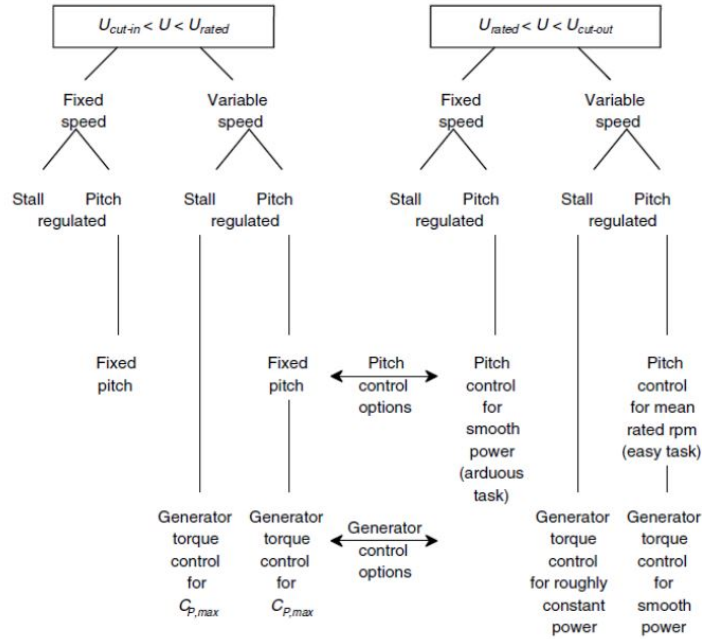 U_cut-in < U < U_rated
U_rated < U < U_cut-out
Fixed speed
Variable speed
Fixed speed
Variable speed
Stall Pitch
regulated
Stall Pitch
regulated
Stall Pitch
regulated
Stall Pitch
regulated
Fixed
pitch
Fixed
pitch
Pitch
control
options
Pitch
control
for
smooth
power
(arduous
task)
Pitch
control
for mean
rated rpm
(easy task)
Generator
torque
control
for
C_P,max
Generator
torque
control
for
C_P,max
Generator
control
options
Generator
torque
control
for roughly
constant
power
Generator
torque
control
for
smooth
power